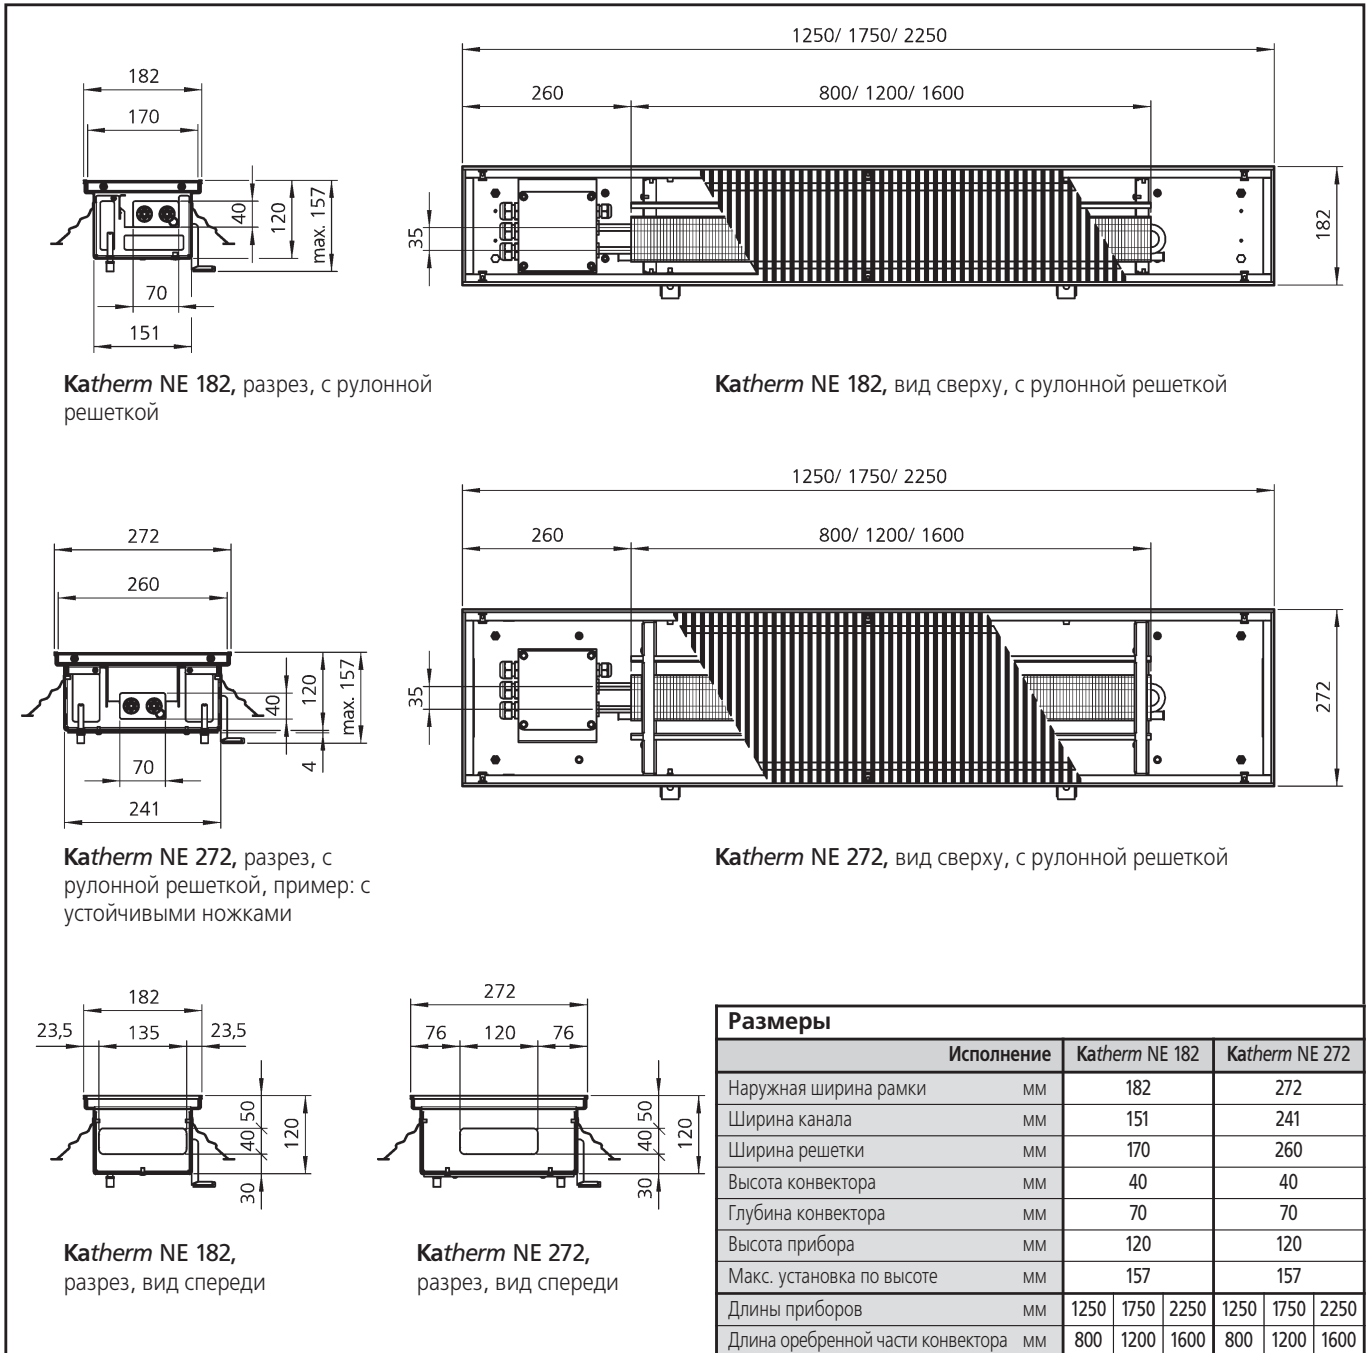 1250/ 1750/ 2250
182
260
800/ 1200/ 1600
170
40
120
max. 157
35
182
70
151
Katherm NE 182, разрез, с рулонной
решеткой
Katherm NE 182, вид сверху, с рулонной решеткой
1250/ 1750/ 2250
272
260
800/ 1200/ 1600
260
40
120
max. 157
35
272
4
70
241
Katherm NE 272, разрез, с
рулонной решеткой, пример: с
устойчивыми ножками
Katherm NE 272, вид сверху, с рулонной решеткой
182
23,5 135 23,5
50
40
120
30
Katherm NE 182,
разрез, вид спереди
272
76 120 76
50
40
120
30
Katherm NE 272,
разрез, вид спереди
Размеры
Исполнение Katherm NE 182 Katherm NE 272
Наружная ширина рамки мм 182 272
Ширина канала мм 151 241
Ширина решетки мм 170 260
Высота конвектора мм 40 40
Глубина конвектора мм 70 70
Высота прибора мм 120 120
Макс. установка по высоте мм 157 157
Длины приборов мм 1250 1750 2250 1250 1750 2250
Длина оребренной части конвектора мм 800 1200 1600 800 1200 1600